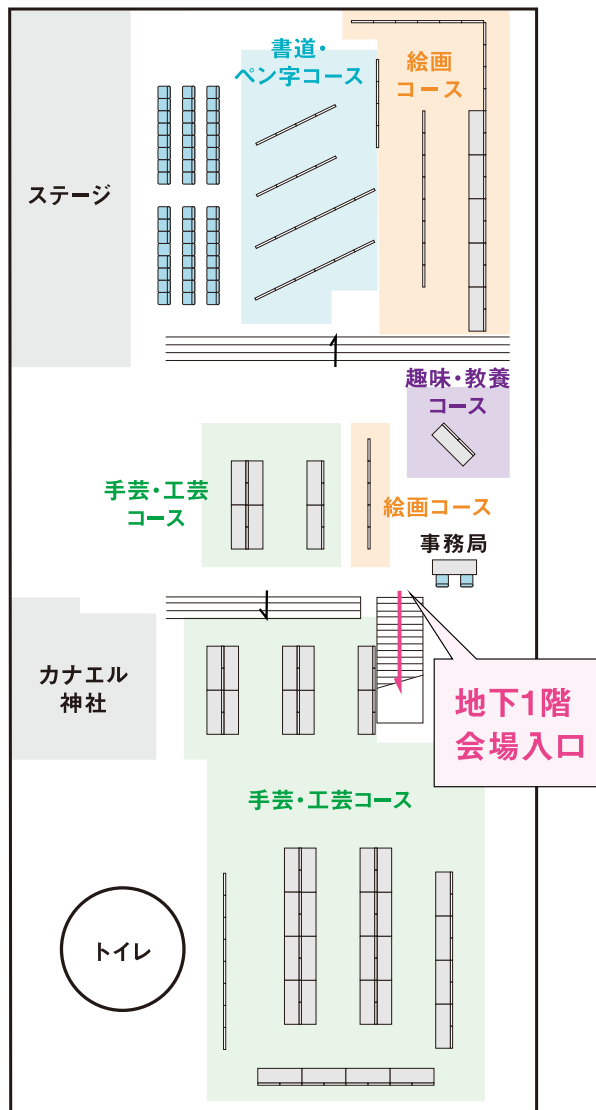 書道・
ペン字コース
絵画
コース
ステージ
趣味・教養
コース
手芸・工芸
コース
絵画コース
事務局
カナエル
神社
地下1階
会場入口
手芸・工芸コース
トイレ